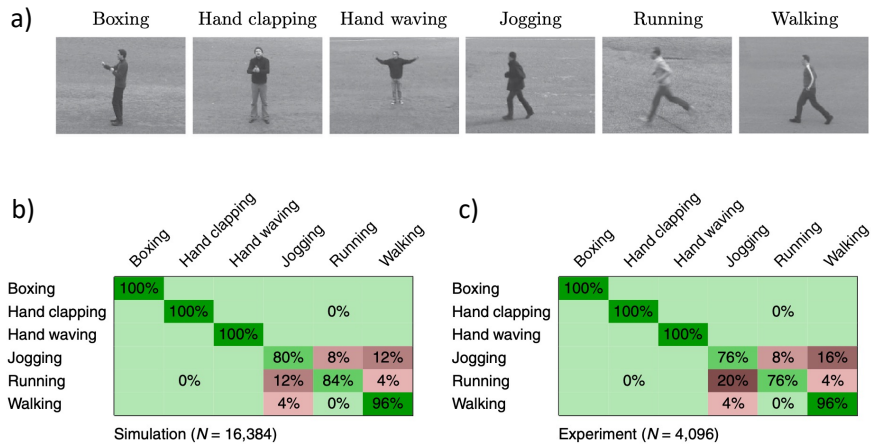 a)
Boxing Hand clapping Hand waving Jogging Running Walking
b)
Boxing Hand clapping Hand waving Jogging Running Walking
Boxing 100%
Hand clapping 100% 0%
Hand waving 100%
Jogging 80% 8% 12%
Running 0% 12% 84% 4%
Walking 4% 0% 96%
Simulation (N = 16,384)
c)
Boxing Hand clapping Hand waving Jogging Running Walking
Boxing 100%
Hand clapping 100% 0%
Hand waving 100%
Jogging 76% 8% 16%
Running 0% 20% 76% 4%
Walking 4% 0% 96%
Experiment (N = 4,096)